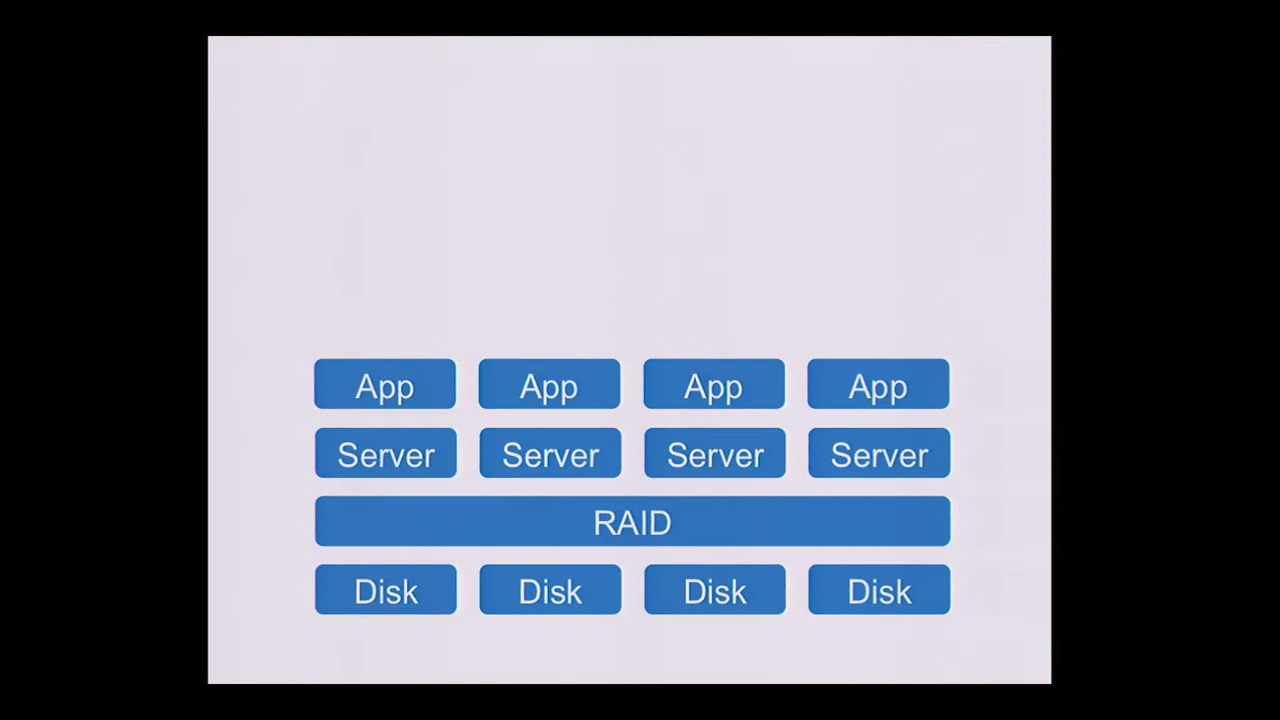 App App App App
Server Server Server Server
RAID
Disk Disk Disk Disk